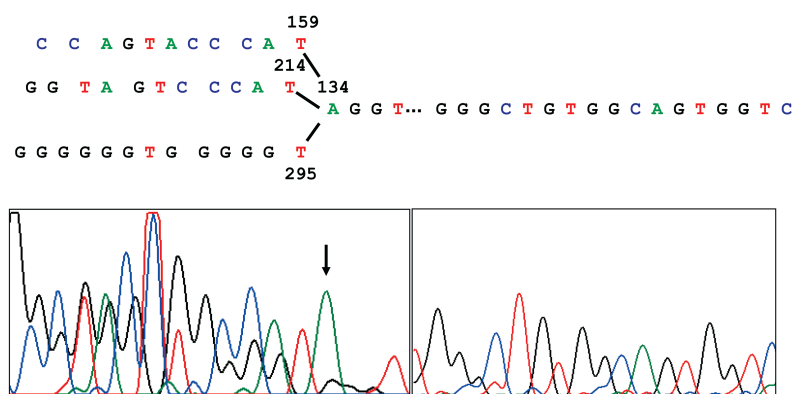 159
C C A G T A C C C A T
214
G G T A G T C C C A T
134
A G G T... G G G C T G T G G C A G T G G T C
G G G G G G T G G G G G T
295